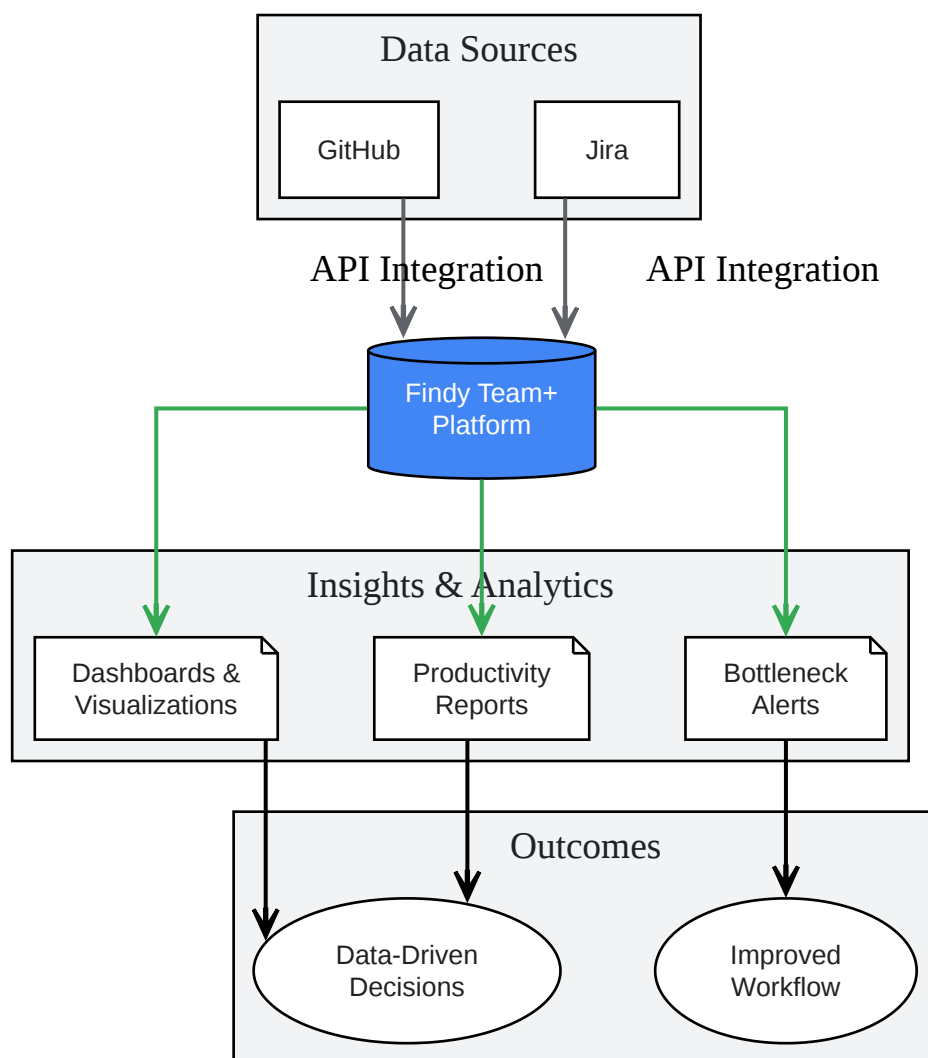 Data Sources
GitHub
Jira
API Integration
API Integration
Findy Team+
Platform
Insights & Analytics
Dashboards &
Visualizations
Productivity
Reports
Bottleneck
Alerts
Outcomes
Data-Driven
Decisions
Improved
Workflow